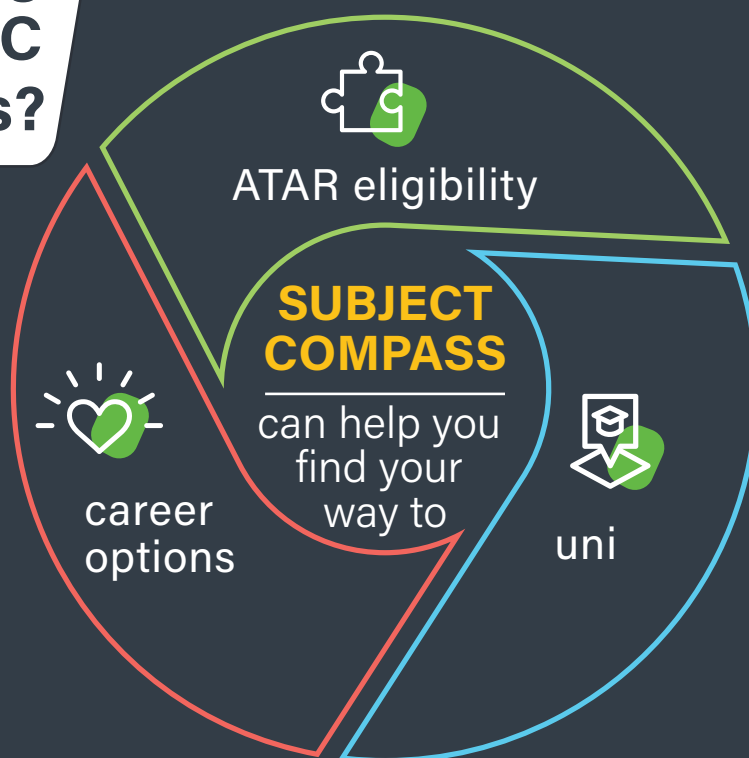 C
s?
ATAR eligibility
SUBJECT
COMPASS
can help you
find your
way to
career
options
uni